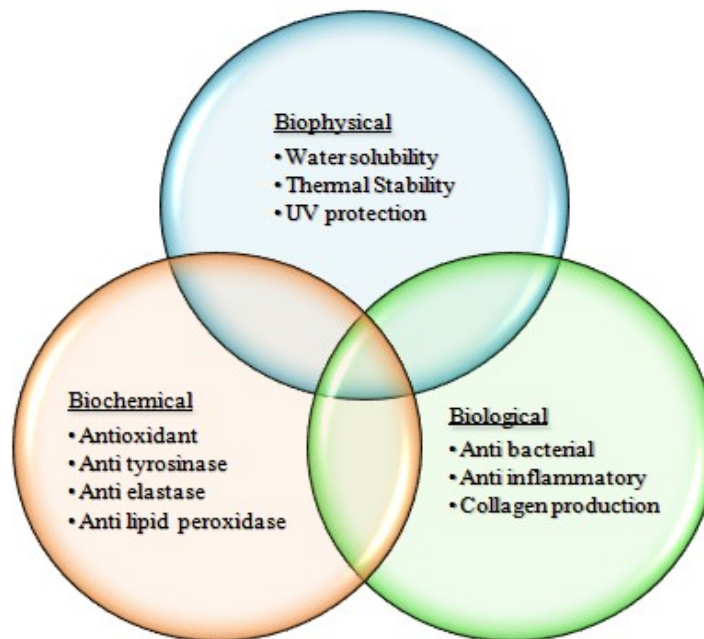 Biophysical
• Water solubility
• Thermal Stability
• UV protection
Biochemical
• Antioxidant
• Anti tyrosinase
• Anti elastase
• Anti lipid peroxidase
Biological
• Anti bacterial
• Anti inflammatory
• Collagen production